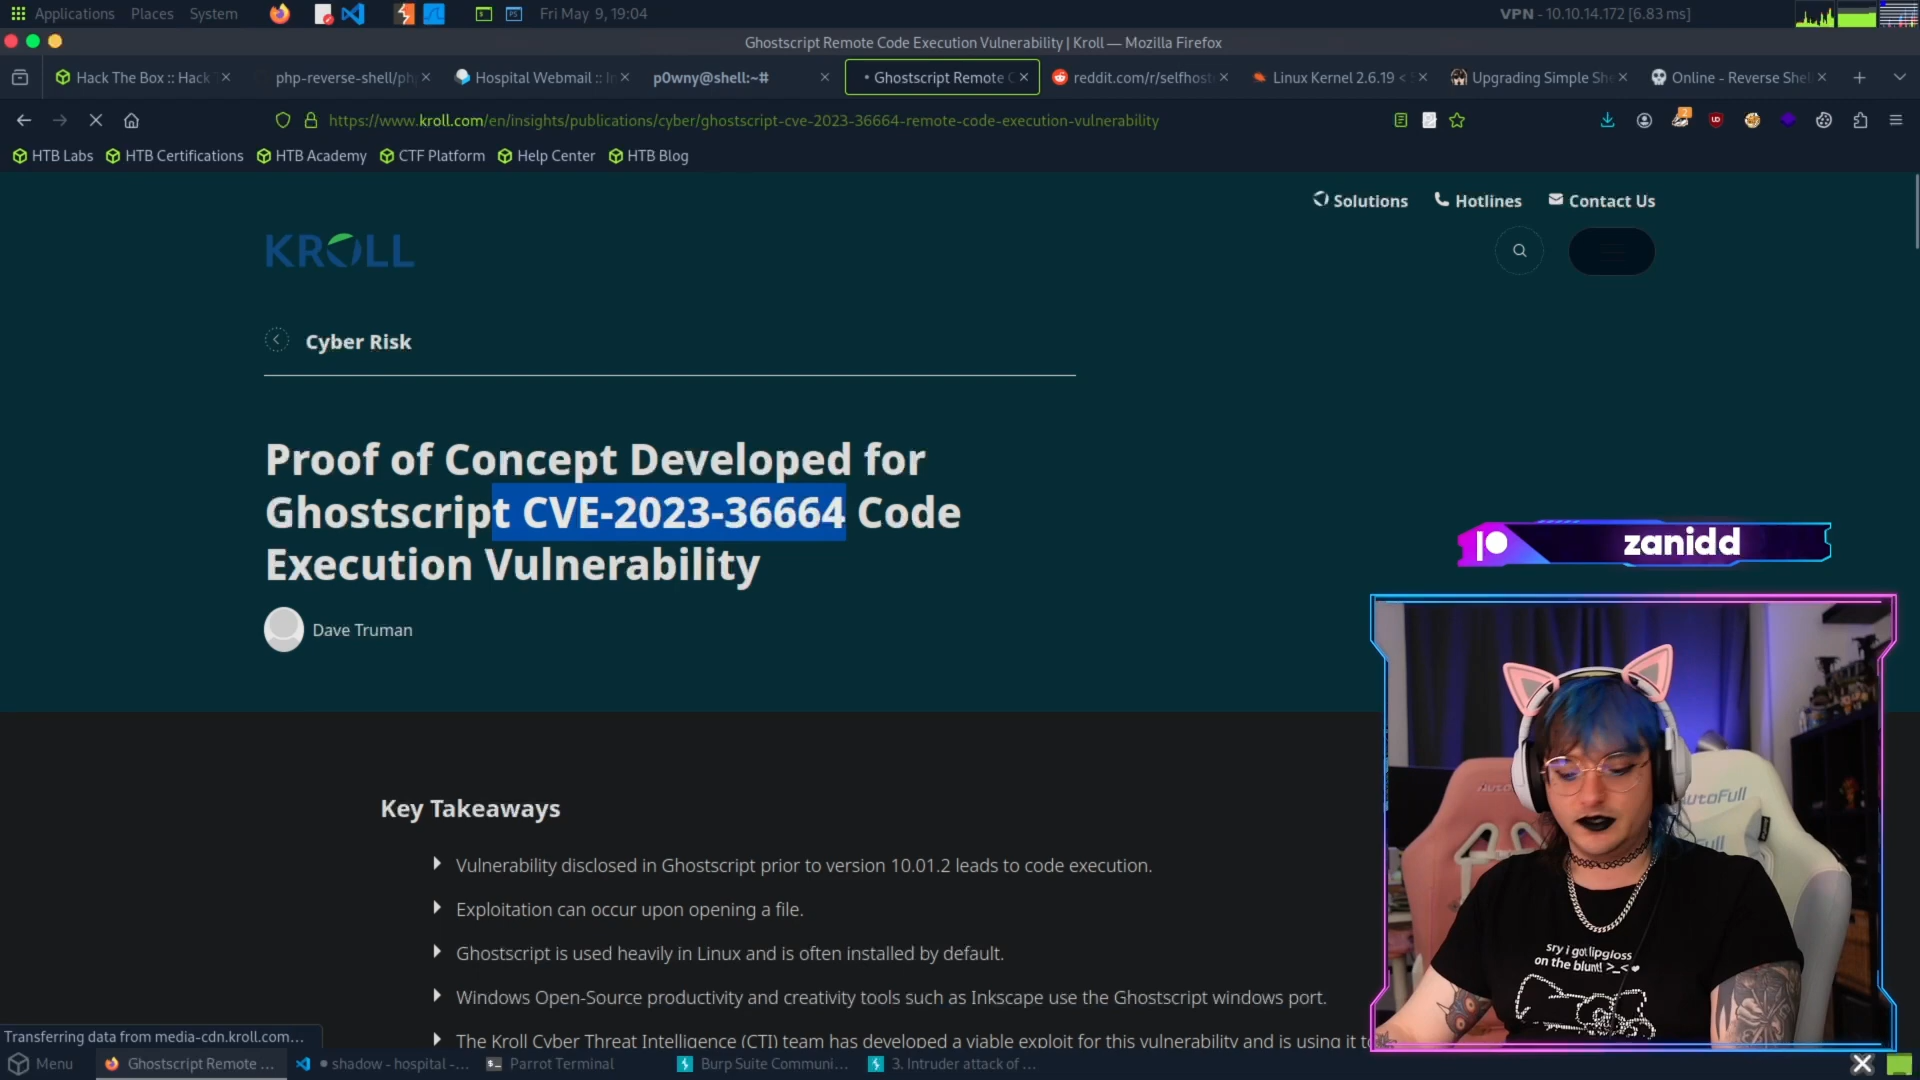 Applications Places System
Fri May 9, 19:04
VPN - 10.10.14.172 [6.83 ms]
Ghostscript Remote Code Execution Vulnerability | Kroll — Mozilla Firefox
Hack The Box :: Hack
php-reverse-shell/ph
Hospital Webmail ::
p0wny@shell:~#
Ghostscript Remote
reddit.com/r/selfhost
Linux Kernel 2.6.19 <
Upgrading Simple She
Online - Reverse Shel
https://www.kroll.com/en/insights/publications/cyber/ghostscript-cve-2023-36664-remote-code-execution-vulnerability
HTB Labs HTB Certifications HTB Academy CTF Platform Help Center HTB Blog
Solutions Hotlines Contact Us
KROLL
Cyber Risk
Proof of Concept Developed for
Ghostscript CVE-2023-36664 Code
Execution Vulnerability
Dave Truman
zanidd
Key Takeaways
Vulnerability disclosed in Ghostscript prior to version 10.01.2 leads to code execution.
Exploitation can occur upon opening a file.
Ghostscript is used heavily in Linux and is often installed by default.
Windows Open-Source productivity and creativity tools such as Inkscape use the Ghostscript windows port.
The Kroll Cyber Threat Intelligence (CTI) team has developed a viable exploit for this vulnerability and is using it
AutoFull
sry i got lipgloss
on the blunt! >_<
Transferring data from media-cdn.kroll.com…
Menu
Ghostscript Remote ...
shadow - hospital -...
Parrot Terminal
Burp Suite Communi...
3. Intruder attack of ...